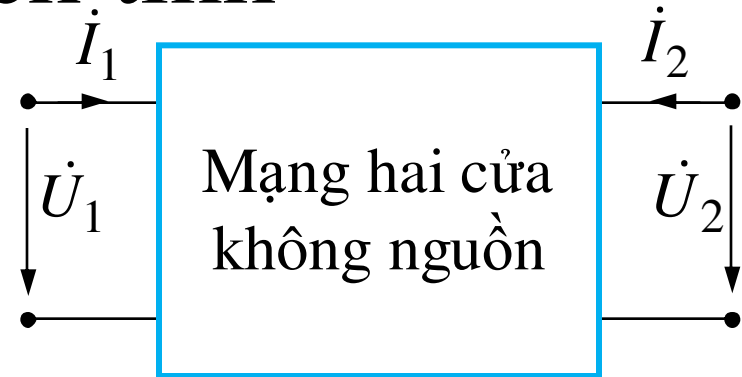 İ₁ İ₂
U̇₁ Mạng hai cửa U̇₂
không nguồn